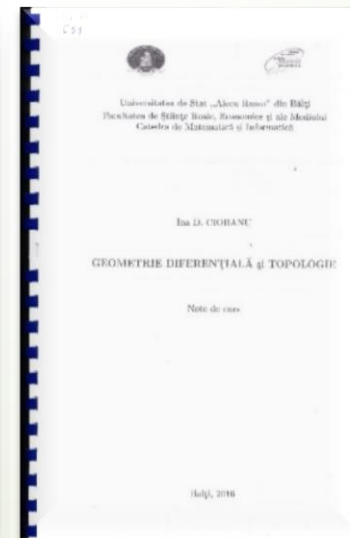 Universitatea de Stat „Alecu Russo” din Bălţi
Facultatea de Ştiinţe Reale, Economice şi ale Mediului
Catedra de Matematică şi Informatică
Ina D. CIOBANU
GEOMETRIE DIFERENŢIALĂ şi TOPOLOGIE
Note de curs
Bălţi, 2016